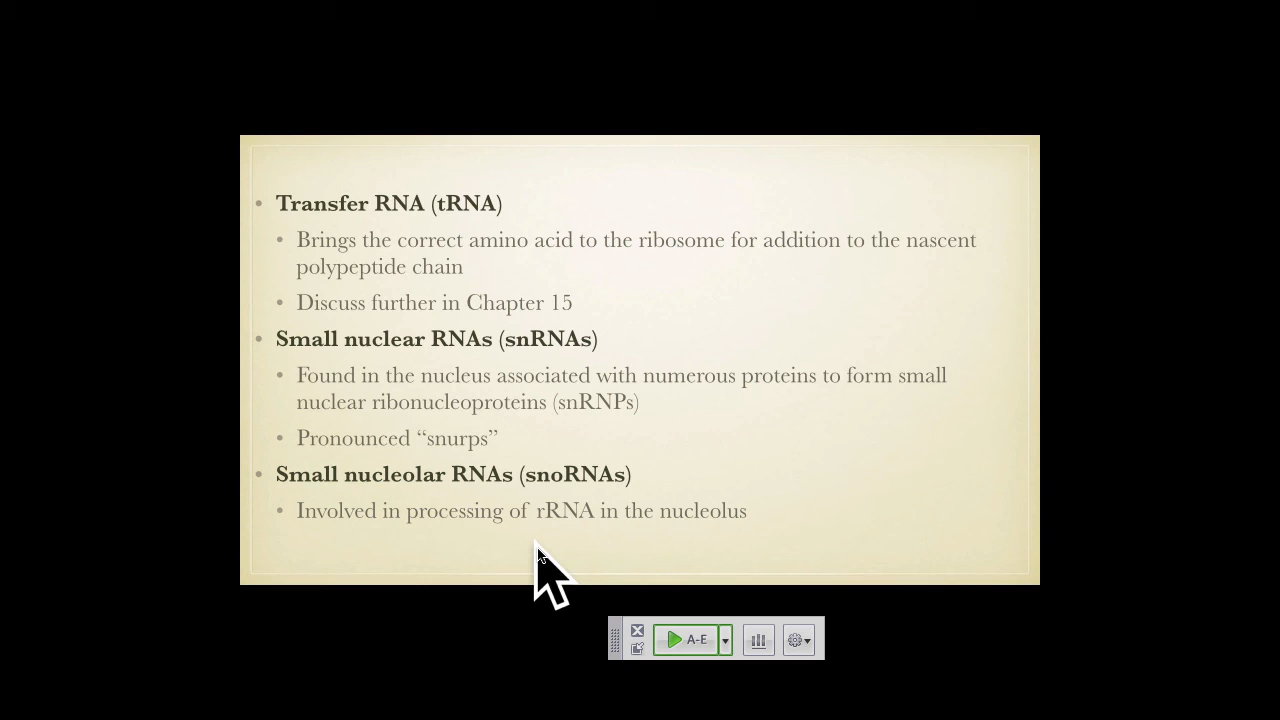 • Transfer RNA (tRNA)
• Brings the correct amino acid to the ribosome for addition to the nascent
polypeptide chain
• Discuss further in Chapter 15
• Small nuclear RNAs (snRNAs)
• Found in the nucleus associated with numerous proteins to form small
nuclear ribonucleoproteins (snRNPs)
• Pronounced “snurps”
• Small nucleolar RNAs (snoRNAs)
• Involved in processing of rRNA in the nucleolus
A-E